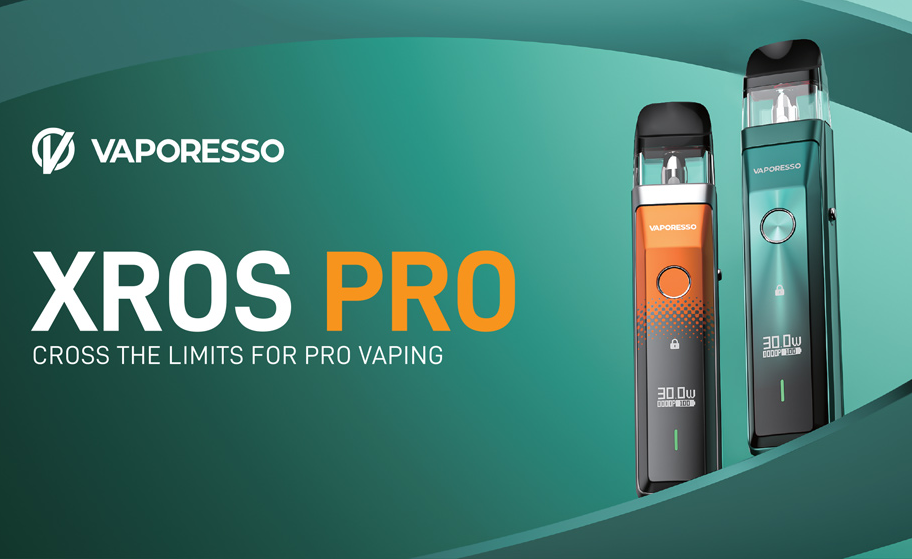 VAPORESSO
XROS PRO
CROSS THE LIMITS FOR PRO VAPING
VAPORESSO
30.0W
VAPORESSO
30.0W